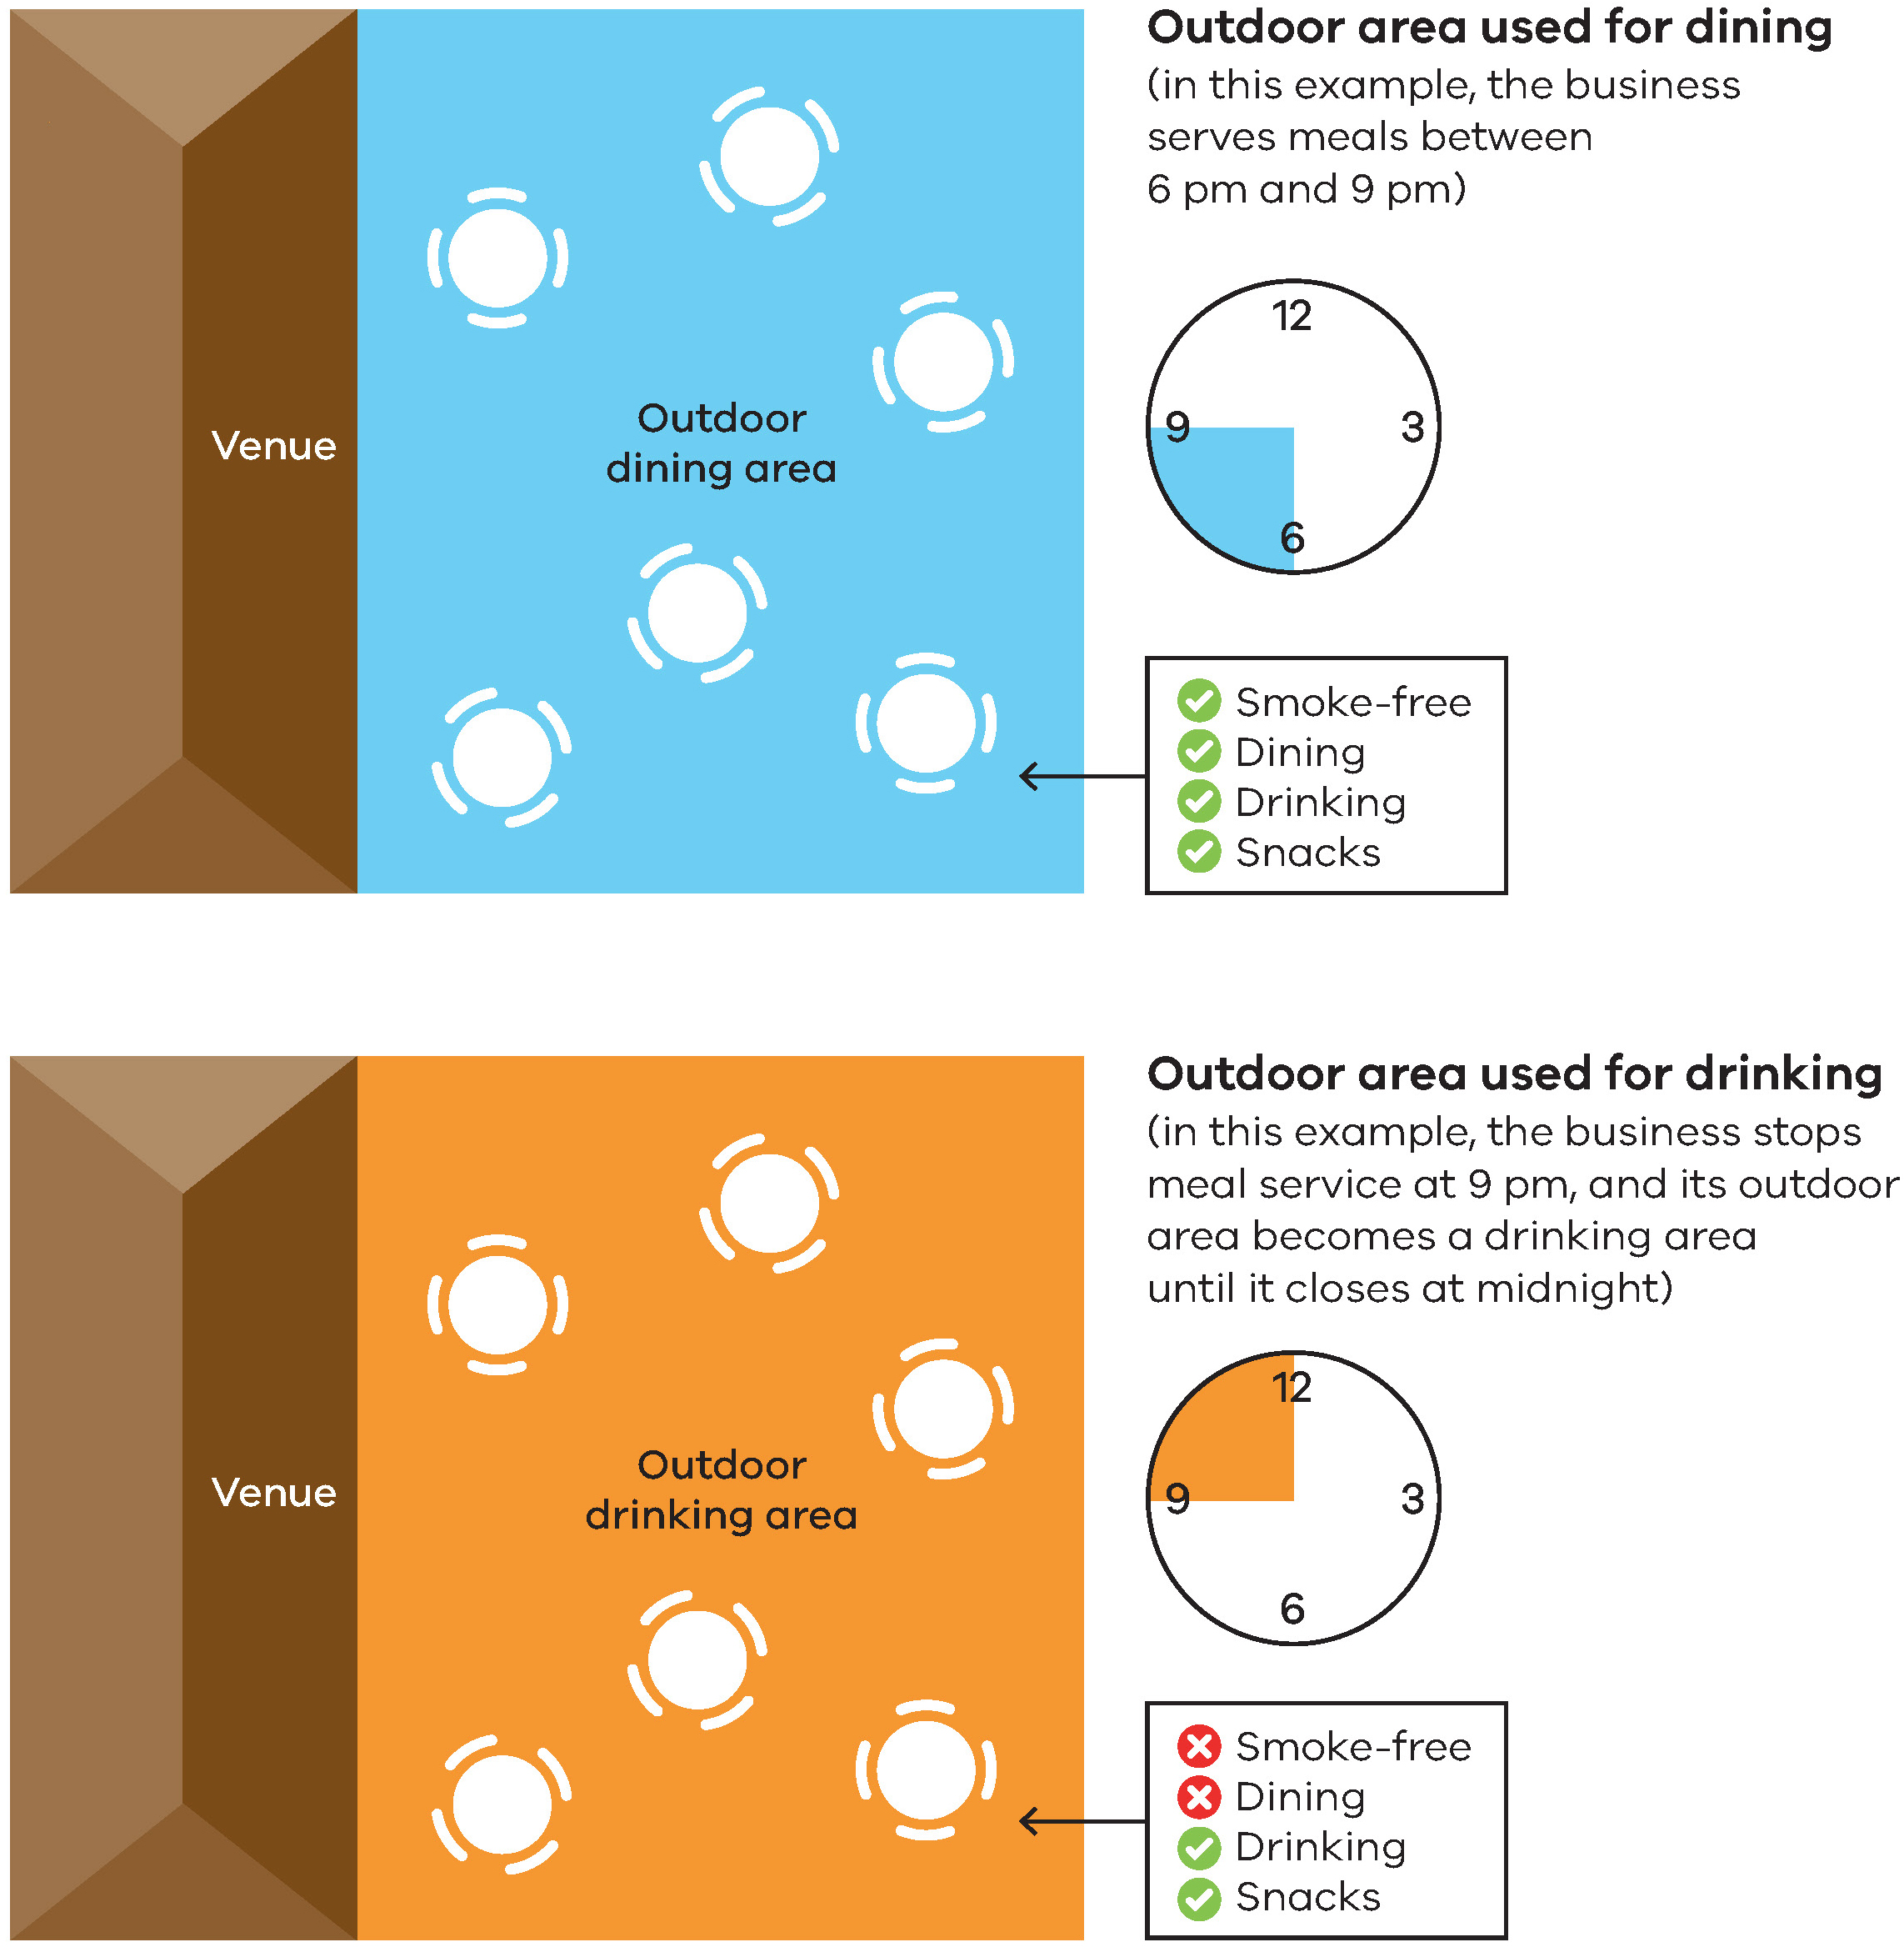 Outdoor area used for dining
(in this example, the business
serves meals between
6 pm and 9 pm)
Venue
Outdoor
dining area
12
9
3
6
Smoke-free
Dining
Drinking
Snacks
Outdoor area used for drinking
(in this example, the business stops
meal service at 9 pm, and its outdoor
area becomes a drinking area
until it closes at midnight)
Venue
Outdoor
drinking area
12
9
3
6
Smoke-free
Dining
Drinking
Snacks